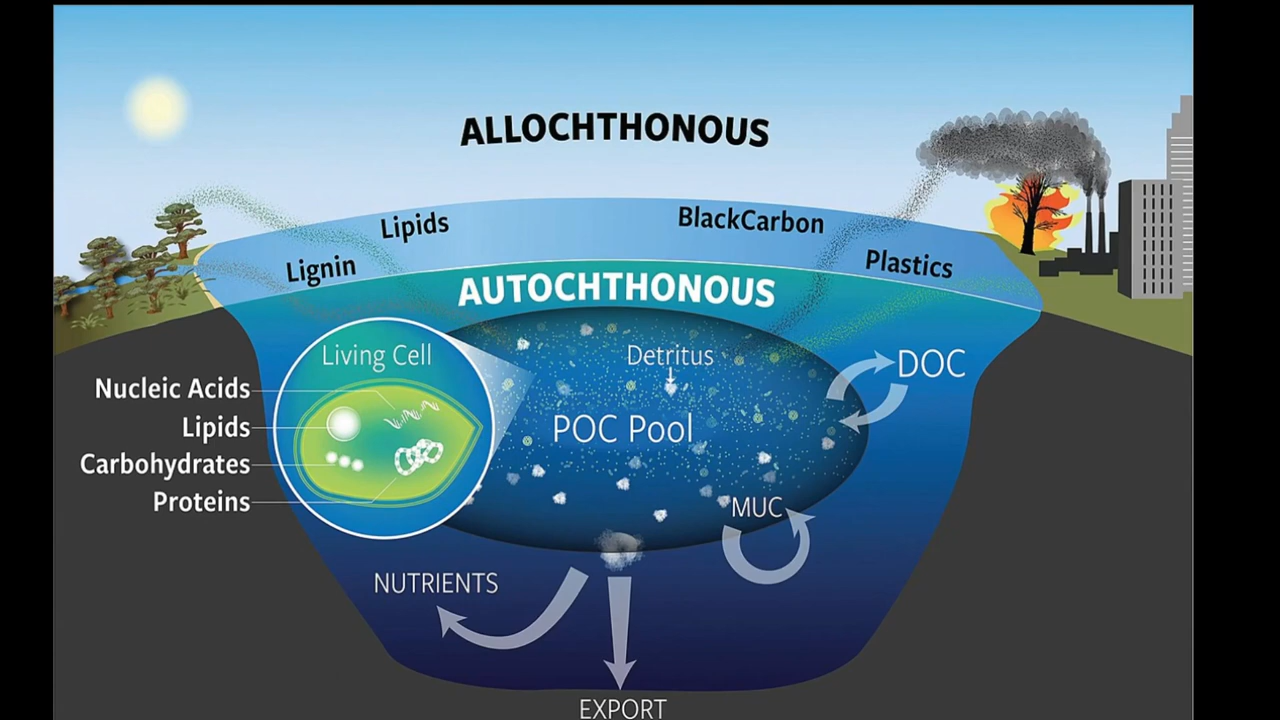 ALLOCHTHONOUS
Lipids
BlackCarbon
Lignin
Plastics
AUTOCHTHONOUS
Living Cell
Detritus
DOC
Nucleic Acids
Lipids
POC Pool
Carbohydrates
Proteins
MUC
NUTRIENTS
EXPORT